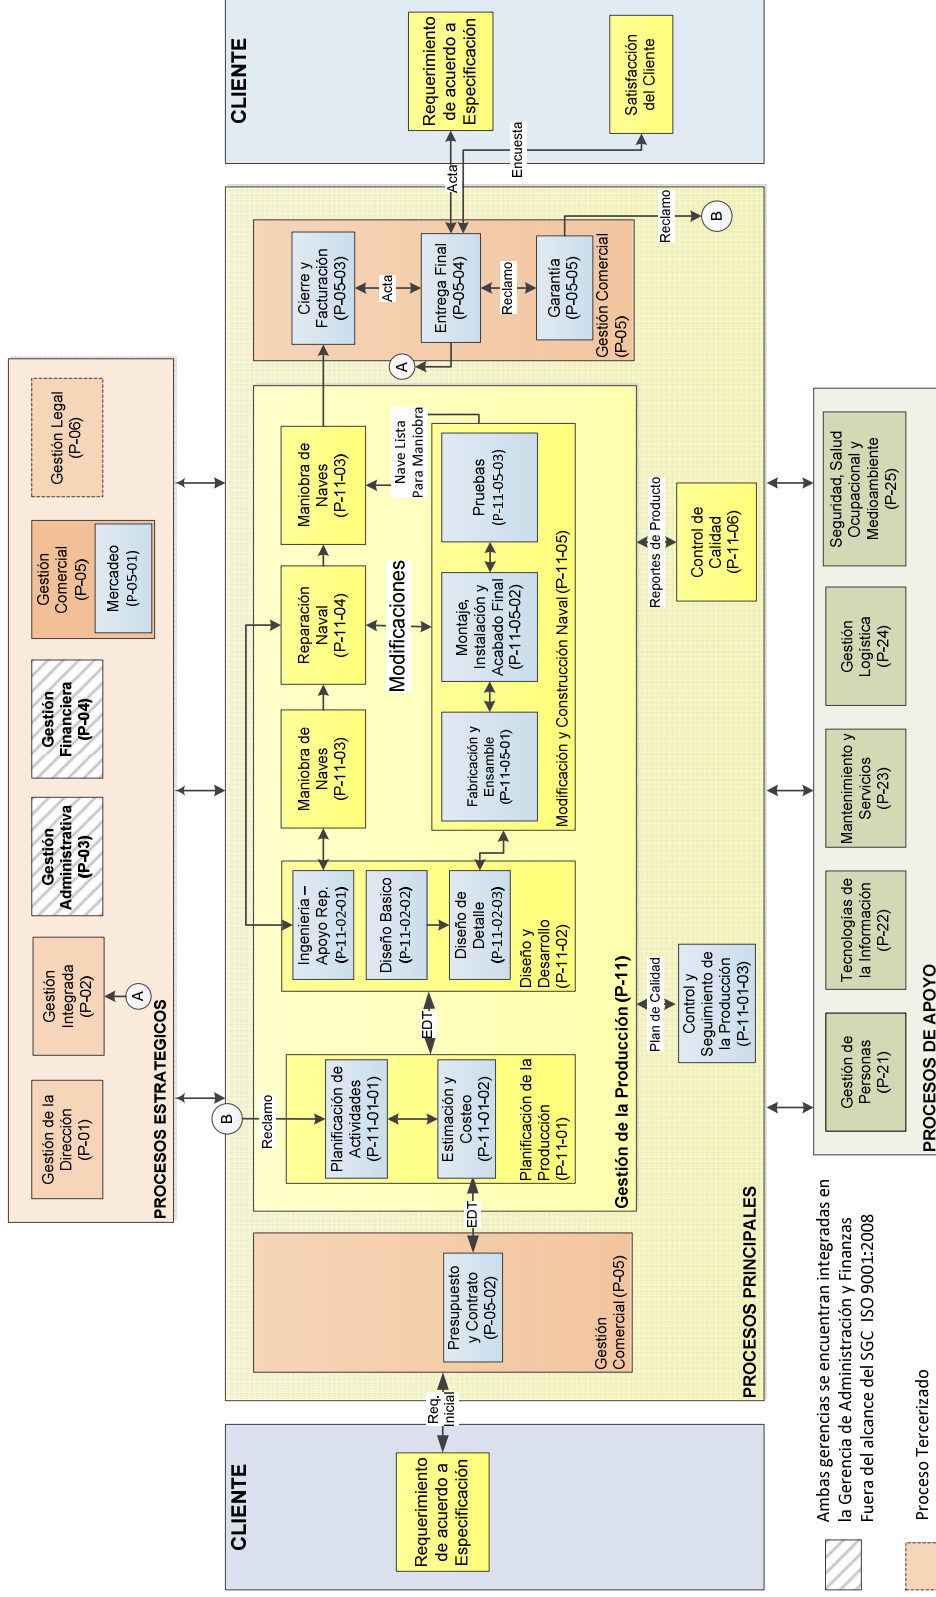 PROCESOS ESTRATEGICOS
Gestión de la
Dirección
(P-01)
Gestión
Integrada
(P-02)
A
Gestión
Administrativa
(P-03)
Gestión
Financiera
(P-04)
Gestión
Comercial
(P-05)
Mercadeo
(P-05-01)
Gestión Legal
(P-06)
CLIENTE
Requerimiento
de acuerdo a
Especificación
Req.
Inicial
PROCESOS PRINCIPALES
Gestión
Comercial (P-05)
Presupuesto
y Contrato
(P-05-02)
EDT
B
Reclamo
Gestión de la Producción (P-11)
Planificación de
Actividades
(P-11-01-01)
Estimación y
Costeo
(P-11-01-02)
Planificación de la
Producción
(P-11-01)
EDT
Ingenieria –
Apoyo Rep.
(P-11-02-01)
Diseño Basico
(P-11-02-02)
Diseño de
Detalle
(P-11-02-03)
Diseño y
Desarrollo
(P-11-02)
Maniobra de
Naves
(P-11-03)
Reparación
Naval
(P-11-04)
Maniobra de
Naves
(P-11-03)
Modificaciones
Nave Lista
Para Maniobra
Fabricación y
Ensamble
(P-11-05-01)
Montaje,
Instalación y
Acabado Final
(P-11-05-02)
Pruebas
(P-11-05-03)
Modificación y Construcción Naval (P-11-05)
Plan de Calidad
Control y
Seguimiento de
la Producción
(P-11-01-03)
Reportes de Producto
Control de
Calidad
(P-11-06)
Cierre y
Facturación
(P-05-03)
Acta
A
Entrega Final
(P-05-04)
Reclamo
Garantía
(P-05-05)
Gestión Comercial
(P-05)
Reclamo
B
Acta
Encuesta
CLIENTE
Requerimiento
de acuerdo a
Especificación
Satisfacción
del Cliente
Gestión de
Personas
(P-21)
Tecnologías de
la Información
(P-22)
Mantenimiento y
Servicios
(P-23)
Gestión
Logística
(P-24)
Seguridad, Salud
Ocupacional y
Medioambiente
(P-25)
PROCESOS DE APOYO
Ambas gerencias se encuentran integradas en
la Gerencia de Administración y Finanzas
Fuera del alcance del SGC ISO 9001:2008
Proceso Tercerizado